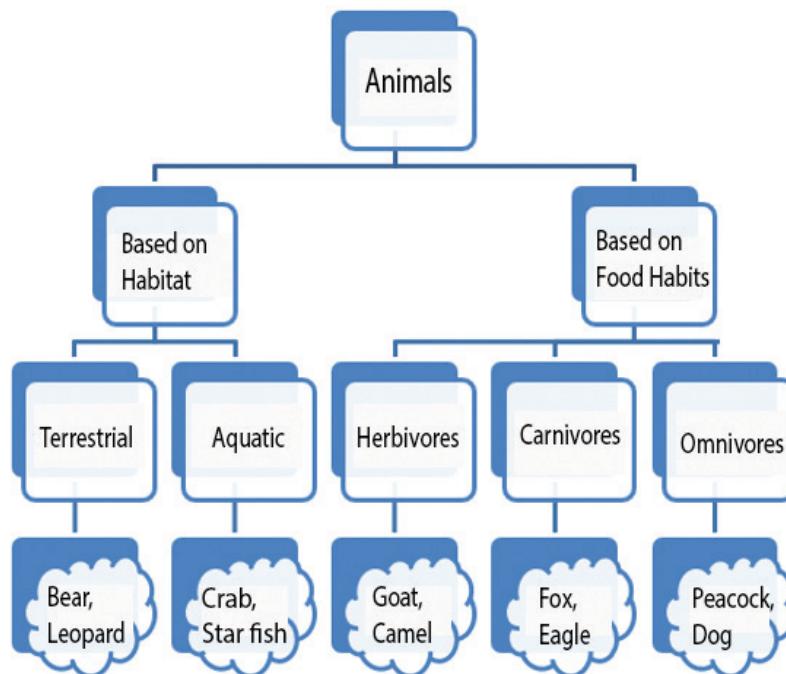 Animals
Based on
Habitat
Based on
Food Habits
Terrestrial
Aquatic
Herbivores
Carnivores
Omnivores
Bear,
Leopard
Crab,
Star fish
Goat,
Camel
Fox,
Eagle
Peacock,
Dog